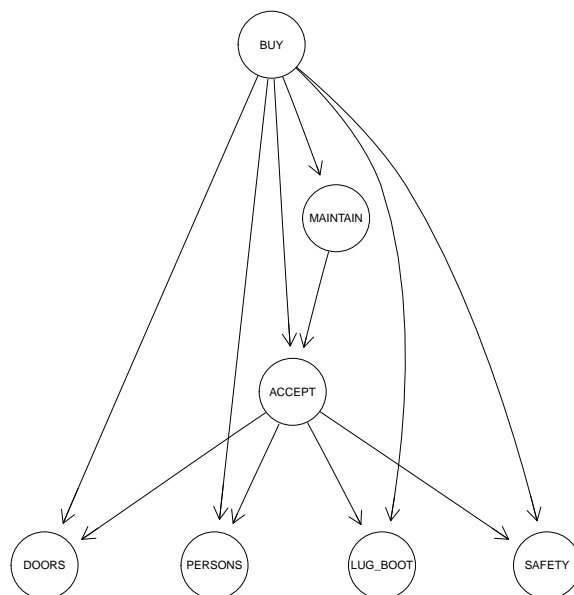 BUY
MAINTAIN
ACCEPT
DOORS
PERSONS
LUG_BOOT
SAFETY